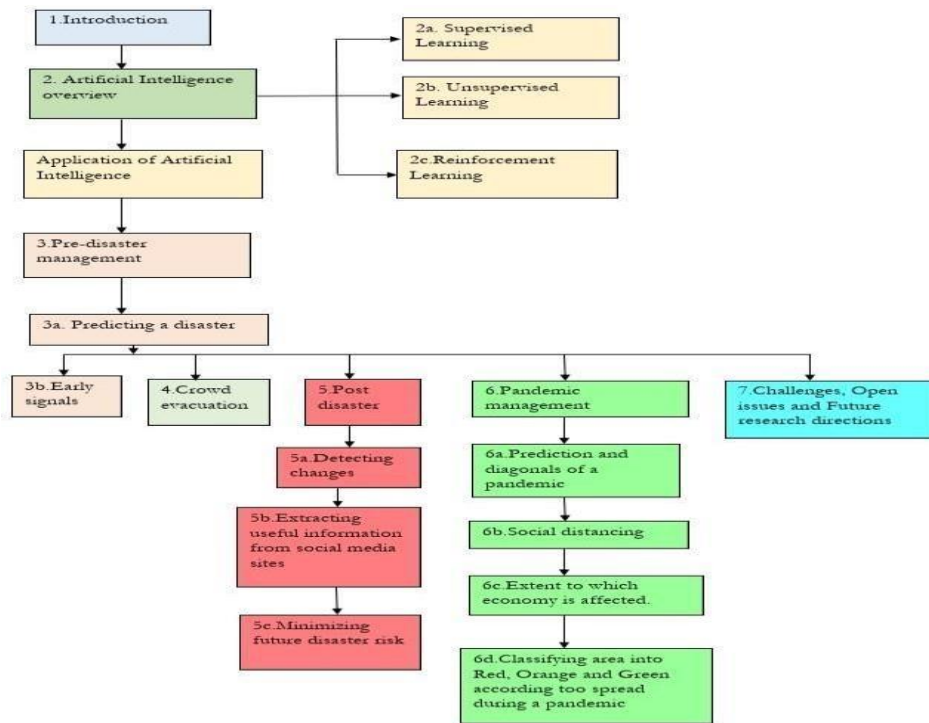 1.Introduction
2. Artificial Intelligence
overview
2a. Supervised
Learning
2b. Unsupervised
Learning
2c.Reinforcement
Learning
Application of Artificial
Intelligence
3.Pre-disaster
management
3a. Predicting a disaster
3b.Early
signals
4.Crowd
evacuation
5.Post
disaster
5a.Detecting
changes
5b.Extracting
useful information
from social media
sites
5c.Minimizing
future disaster risk
6.Pandemic
management
6a.Prediction and
diagonals of a
pandemic
6b.Social distancing
6c.Extent to which
economy is affected.
6d.Classifying area into
Red, Orange and Green
according too spread
during a pandemic
7.Challenges, Open
issues and Future
research directions